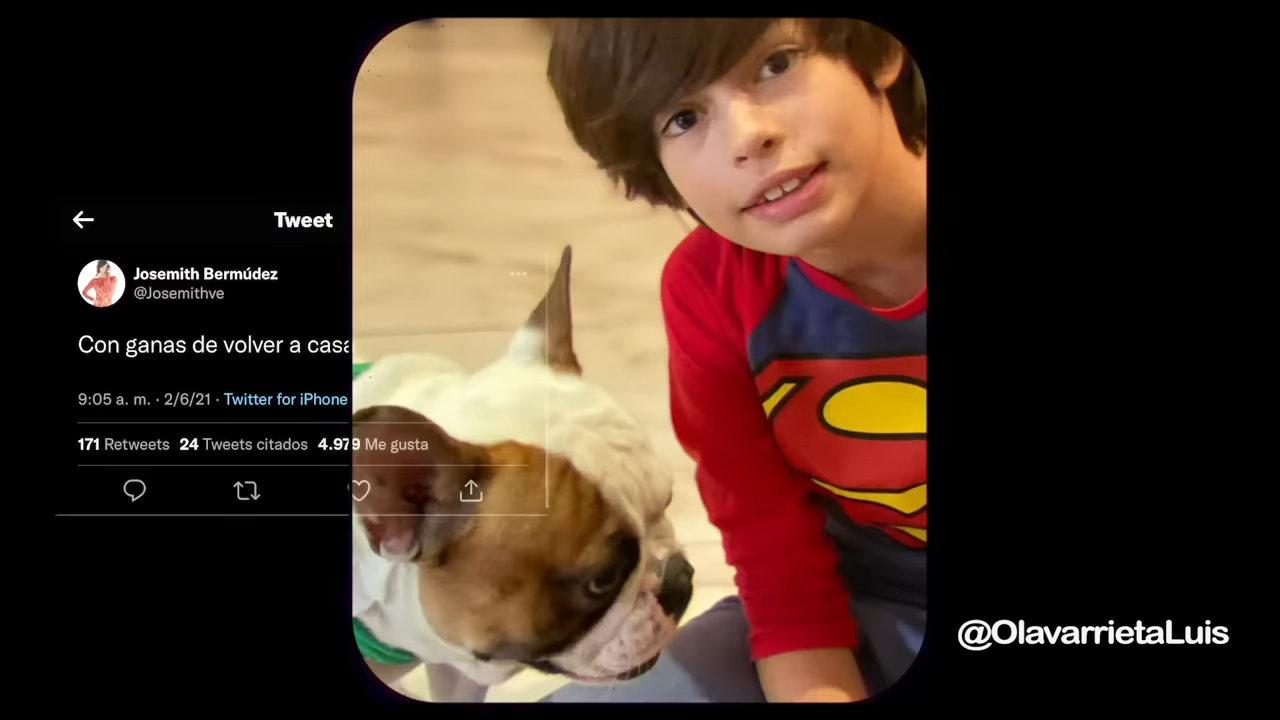 Tweet
Josemith Bermúdez
@Josemithve
Con ganas de volver a casa
9:05 a. m. · 2/6/21 · Twitter for iPhone
171 Retweets 24 Tweets citados 4.979 Me gusta
@OlavarrietaLuis